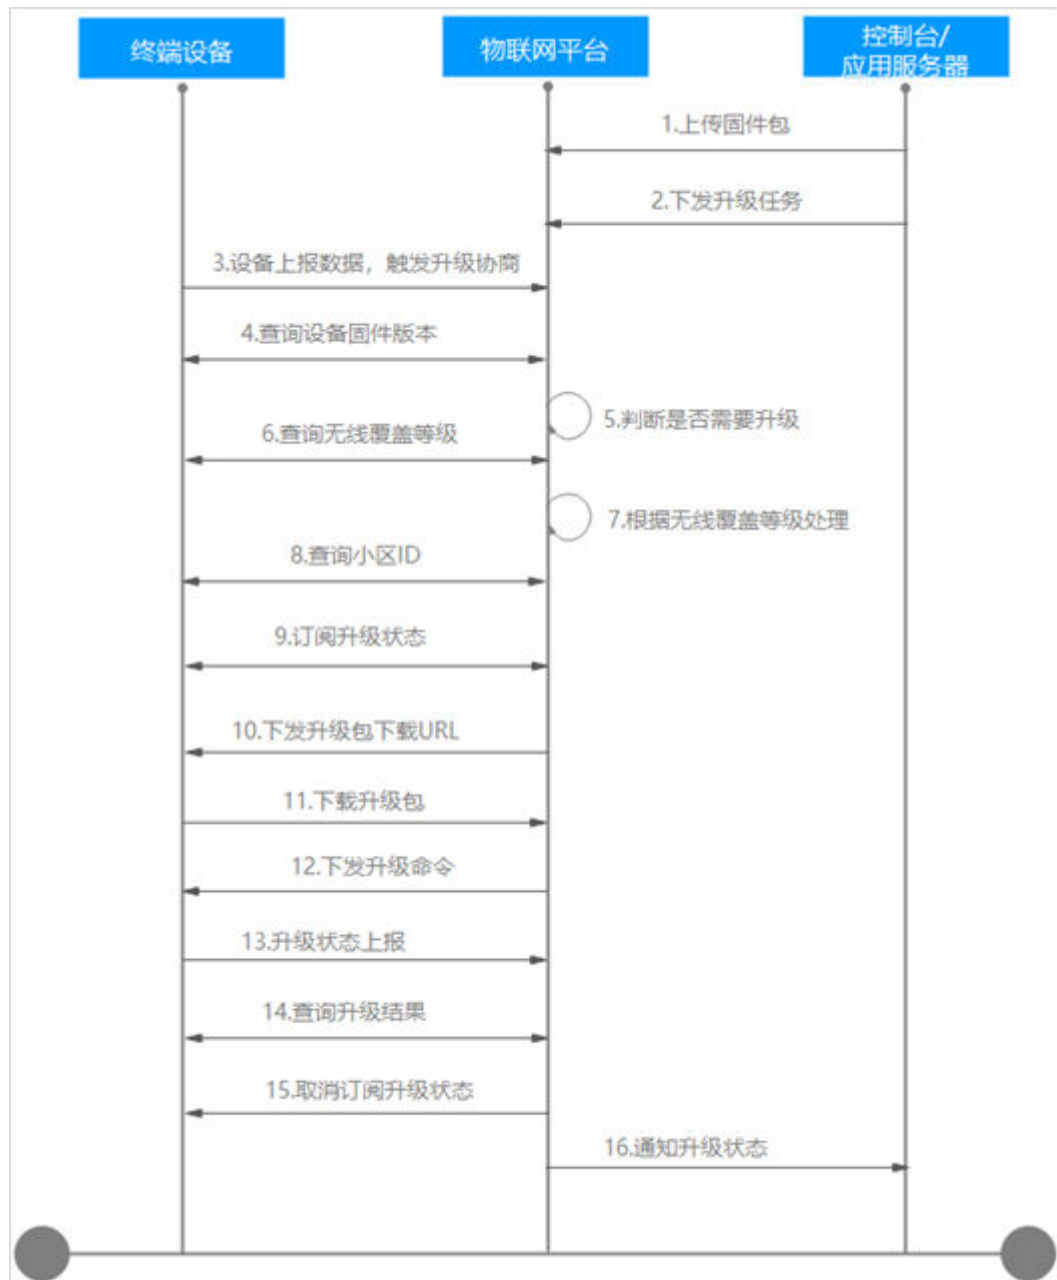 终端设备
物联网平台
控制台/
应用服务器
1.上传固件包
2.下发升级任务
3.设备上报数据，触发升级协商
4.查询设备固件版本
5.判断是否需要升级
6.查询无线覆盖等级
7.根据无线覆盖等级处理
8.查询小区ID
9.订阅升级状态
10.下发升级包下载URL
11.下载升级包
12.下发升级命令
13.升级状态上报
14.查询升级结果
15.取消订阅升级状态
16.通知升级状态